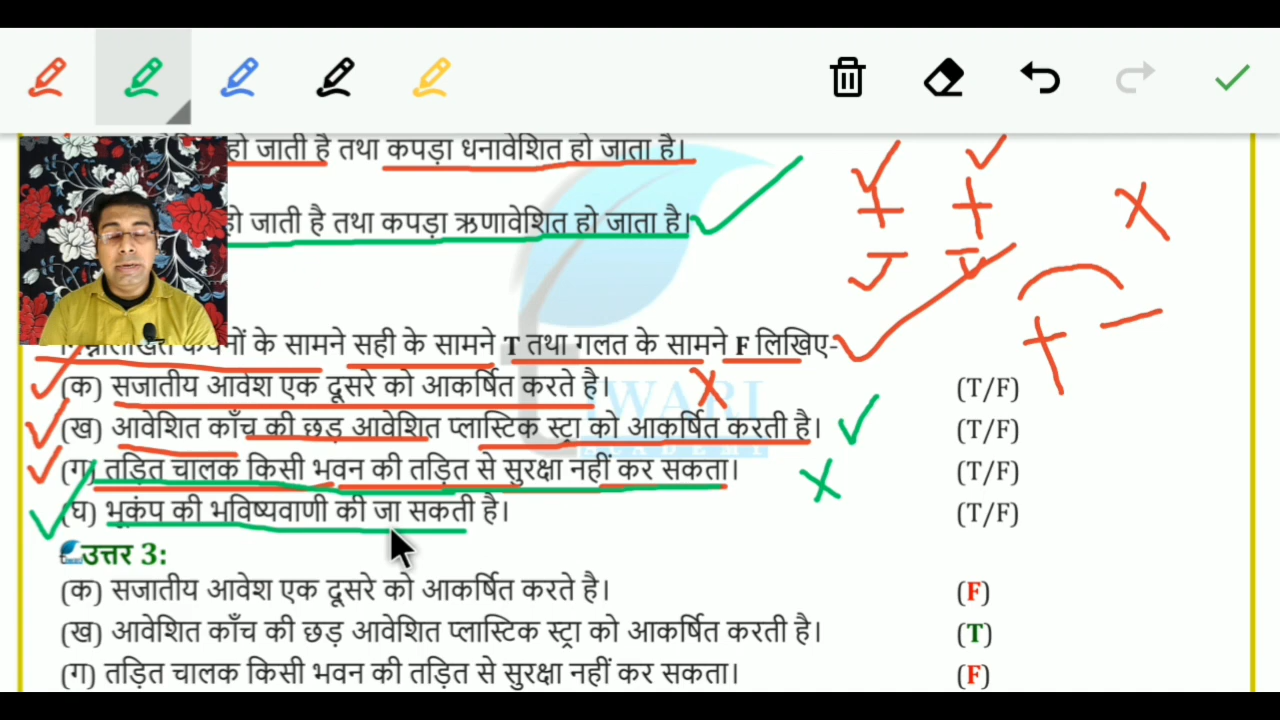 हो जाती है तथा कपड़ा धनावेशित हो जाता है।
हो जाती है तथा कपड़ा ऋणावेशित हो जाता है।
के सामने सही के सामने T तथा गलत के सामने F लिखिए-
(क) सजातीय आवेश एक दूसरे को आकर्षित करते है। (T/F)
(ख) आवेशित काँच की छड़ आवेशित प्लास्टिक स्ट्रा को आकर्षित करती है। (T/F)
(ग) तड़ित चालक किसी भवन की तड़ित से सुरक्षा नहीं कर सकता। (T/F)
(घ) भूकंप की भविष्यवाणी की जा सकती है। (T/F)
उत्तर 3:
(क) सजातीय आवेश एक दूसरे को आकर्षित करते है। (F)
(ख) आवेशित काँच की छड़ आवेशित प्लास्टिक स्ट्रा को आकर्षित करती है। (T)
(ग) तड़ित चालक किसी भवन की तड़ित से सुरक्षा नहीं कर सकता। (F)